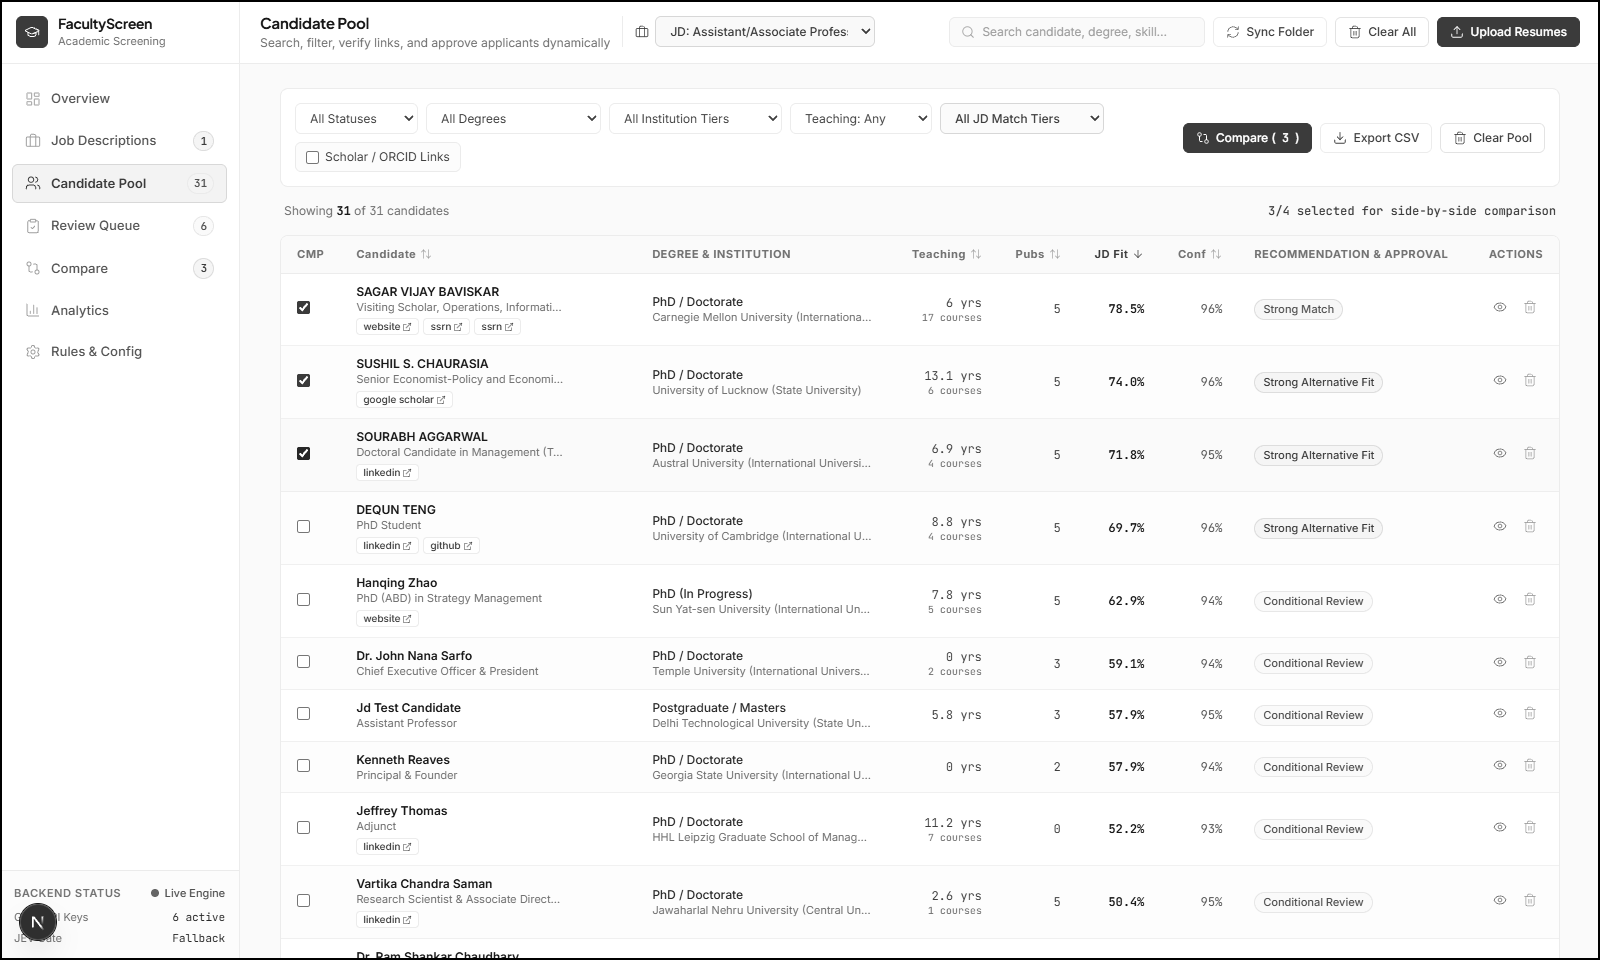 FacultyScreen
Academic Screening
Candidate Pool
Search, filter, verify links, and approve applicants dynamically
JD: Assistant/Associate Profes:
Search candidate, degree, skill...
Sync Folder
Clear All
Upload Resumes
Overview
Job Descriptions 1
Candidate Pool 31
Review Queue 6
Compare 3
Analytics
Rules & Config
All Statuses
All Degrees
All Institution Tiers
Teaching: Any
All JD Match Tiers
Scholar / ORCID Links
Compare ( 3 )
Export CSV
Clear Pool
Showing 31 of 31 candidates
3/4 selected for side-by-side comparison
CMP Candidate DEGREE & INSTITUTION Teaching Pubs JD Fit Conf RECOMMENDATION & APPROVAL ACTIONS
SAGAR VIJAY BAVISKAR
Visiting Scholar, Operations, Informati...
website ssrn ssrn
PhD / Doctorate
Carnegie Mellon University (Internationa...
6 yrs
17 courses
5 78.5% 96% Strong Match
SUSHIL S. CHAURASIA
Senior Economist-Policy and Economi...
google scholar
PhD / Doctorate
University of Lucknow (State University)
13.1 yrs
6 courses
5 74.0% 96% Strong Alternative Fit
SOURABH AGGARWAL
Doctoral Candidate in Management (T...
linkedin
PhD / Doctorate
Austral University (International Universi...
6.9 yrs
4 courses
5 71.8% 95% Strong Alternative Fit
DEQUN TENG
PhD Student
linkedin github
PhD / Doctorate
University of Cambridge (International U...
8.8 yrs
4 courses
5 69.7% 96% Strong Alternative Fit
Hanqing Zhao
PhD (ABD) in Strategy Management
website
PhD (In Progress)
Sun Yat-sen University (International Un...
7.8 yrs
5 courses
5 62.9% 94% Conditional Review
Dr. John Nana Sarfo
Chief Executive Officer & President
PhD / Doctorate
Temple University (International Univers...
0 yrs
2 courses
3 59.1% 94% Conditional Review
Jd Test Candidate
Assistant Professor
Postgraduate / Masters
Delhi Technological University (State Un...
5.8 yrs
3 57.9% 95% Conditional Review
Kenneth Reaves
Principal & Founder
PhD / Doctorate
Georgia State University (International U...
0 yrs
2 57.9% 94% Conditional Review
Jeffrey Thomas
Adjunct
linkedin
PhD / Doctorate
HHL Leipzig Graduate School of Manag...
11.2 yrs
7 courses
0 52.2% 93% Conditional Review
Vartika Chandra Saman
Research Scientist & Associate Direct...
linkedin
PhD / Doctorate
Jawaharlal Nehru University (Central Un...
2.6 yrs
1 courses
5 50.4% 95% Conditional Review
Dr. Ram Shankar Chaudhary
BACKEND STATUS Live Engine
Keys 6 active
Fallback
N